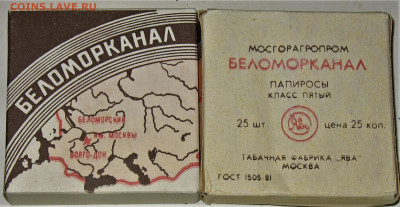 COINS.LAVE.RU
БЕЛОМОРКАНАЛ
БЕЛОМОРСКИЙ
ИМ. МОСКВЫ
ВОЛГО-ДОН
МОСГОРАГРОПРОМ
БЕЛОМОРКАНАЛ
ПАПИРОСЫ
КЛАСС ПЯТЫЙ
25 шт. Ява цена 25 коп.
ТАБАЧНАЯ ФАБРИКА „ЯВА"
МОСКВА
ГОСТ 1505-81